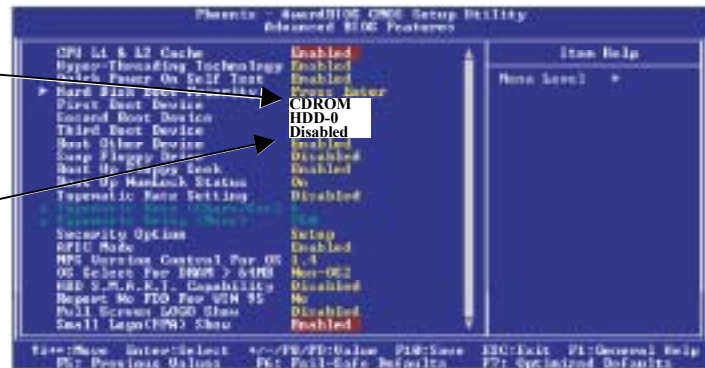 Phoenix - AwardBIOS CMOS Setup Utility
Advanced BIOS Features
CPU L1 & L2 Cache Enabled
Hyper-Threading Technology Enabled
Quick Power On Self Test Enabled
Hard Disk Boot Priority Press Enter
First Boot Device CDROM
Second Boot Device HDD-0
Third Boot Device Disabled
Boot Other Device Enabled
Swap Floppy Device Disabled
Boot Up Floppy Seek Enabled
Boot Up NumLock Status On
Typematic Rate Setting Disabled
Security Option Setup
APIC Mode Enabled
MPS Version Control For OS 1.4
OS Select For DRAM > 64MB Non-OS2
HDD S.M.A.R.T. Capability Disabled
Report No FDD For WIN 95 No
Full Screen LOGO Show Disabled
Small Logo(EPA) Show Enabled
Item Help
Menu Level
:Move Enter:Select +/-/PU/PD:Value F10:Save ESC:Exit F1:General Help
F5: Previous Values F6: Fail-Safe Defaults F7: Optimized Defaults